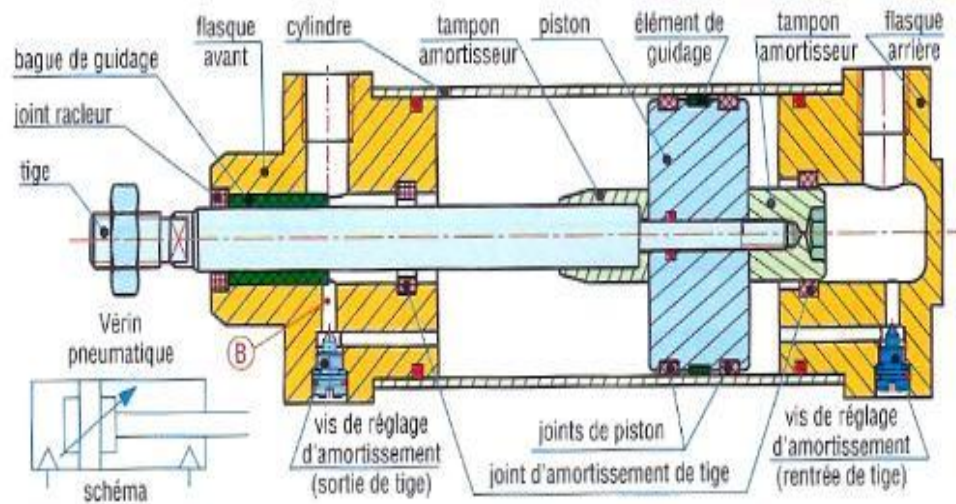 flasque
avant
cylindre
tampon
amortisseur
piston
élément de
guidage
tampon
amortisseur
flasque
arrière
bague de guidage
joint racleur
tige
B
Vérin
pneumatique
schéma
vis de réglage
d'amortissement
(sortie de tige)
joints de piston
joint d'amortissement de tige
vis de réglage
d'amortissement
(rentrée de tige)